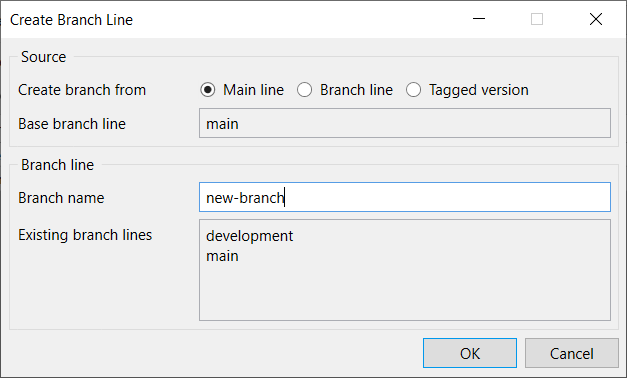 Create Branch Line
Source
Create branch from Main line Branch line Tagged version
Base branch line main
Branch line
Branch name new-branch
Existing branch lines development
main
OK Cancel